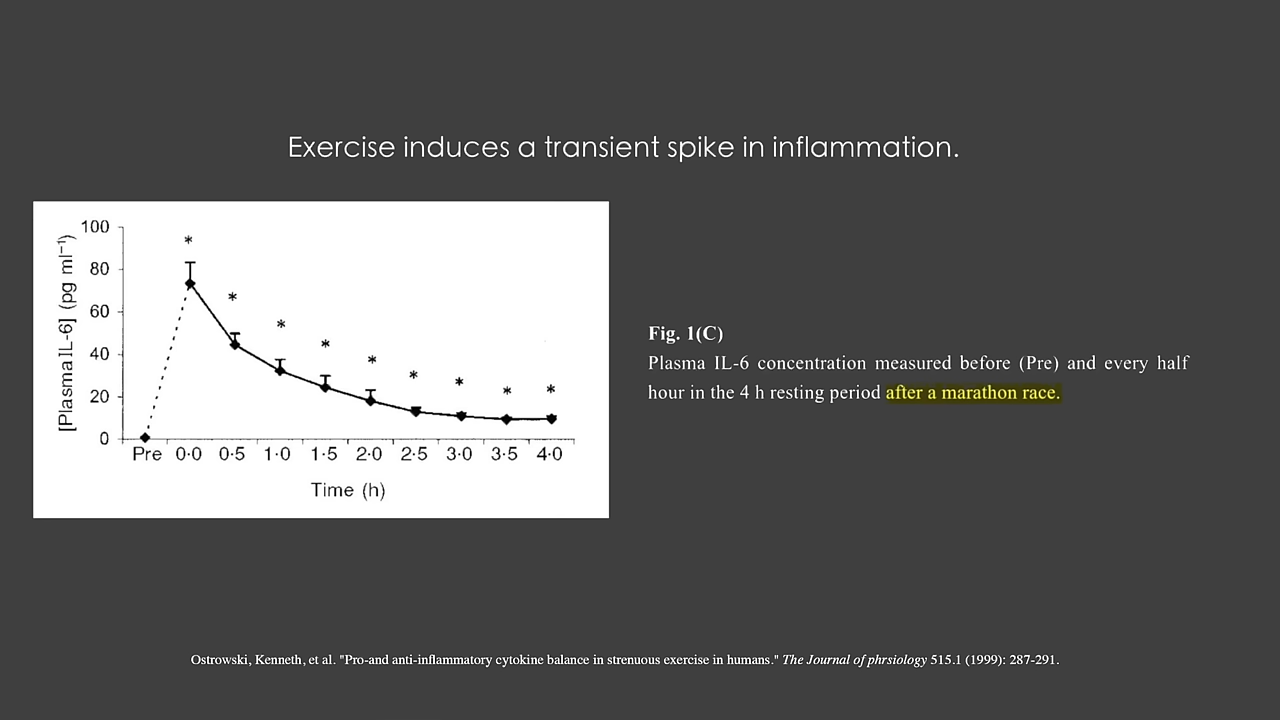 Exercise induces a transient spike in inflammation.
[Plasma IL-6] (pg ml⁻¹)
100
80
60
40
20
0
* * * * * * * * *
Pre 0·0 0·5 1·0 1·5 2·0 2·5 3·0 3·5 4·0
Time (h)
Fig. 1(C)
Plasma IL-6 concentration measured before (Pre) and every half
hour in the 4 h resting period after a marathon race.
Ostrowski, Kenneth, et al. "Pro-and anti-inflammatory cytokine balance in strenuous exercise in humans." The Journal of phrsiology 515.1 (1999): 287-291.